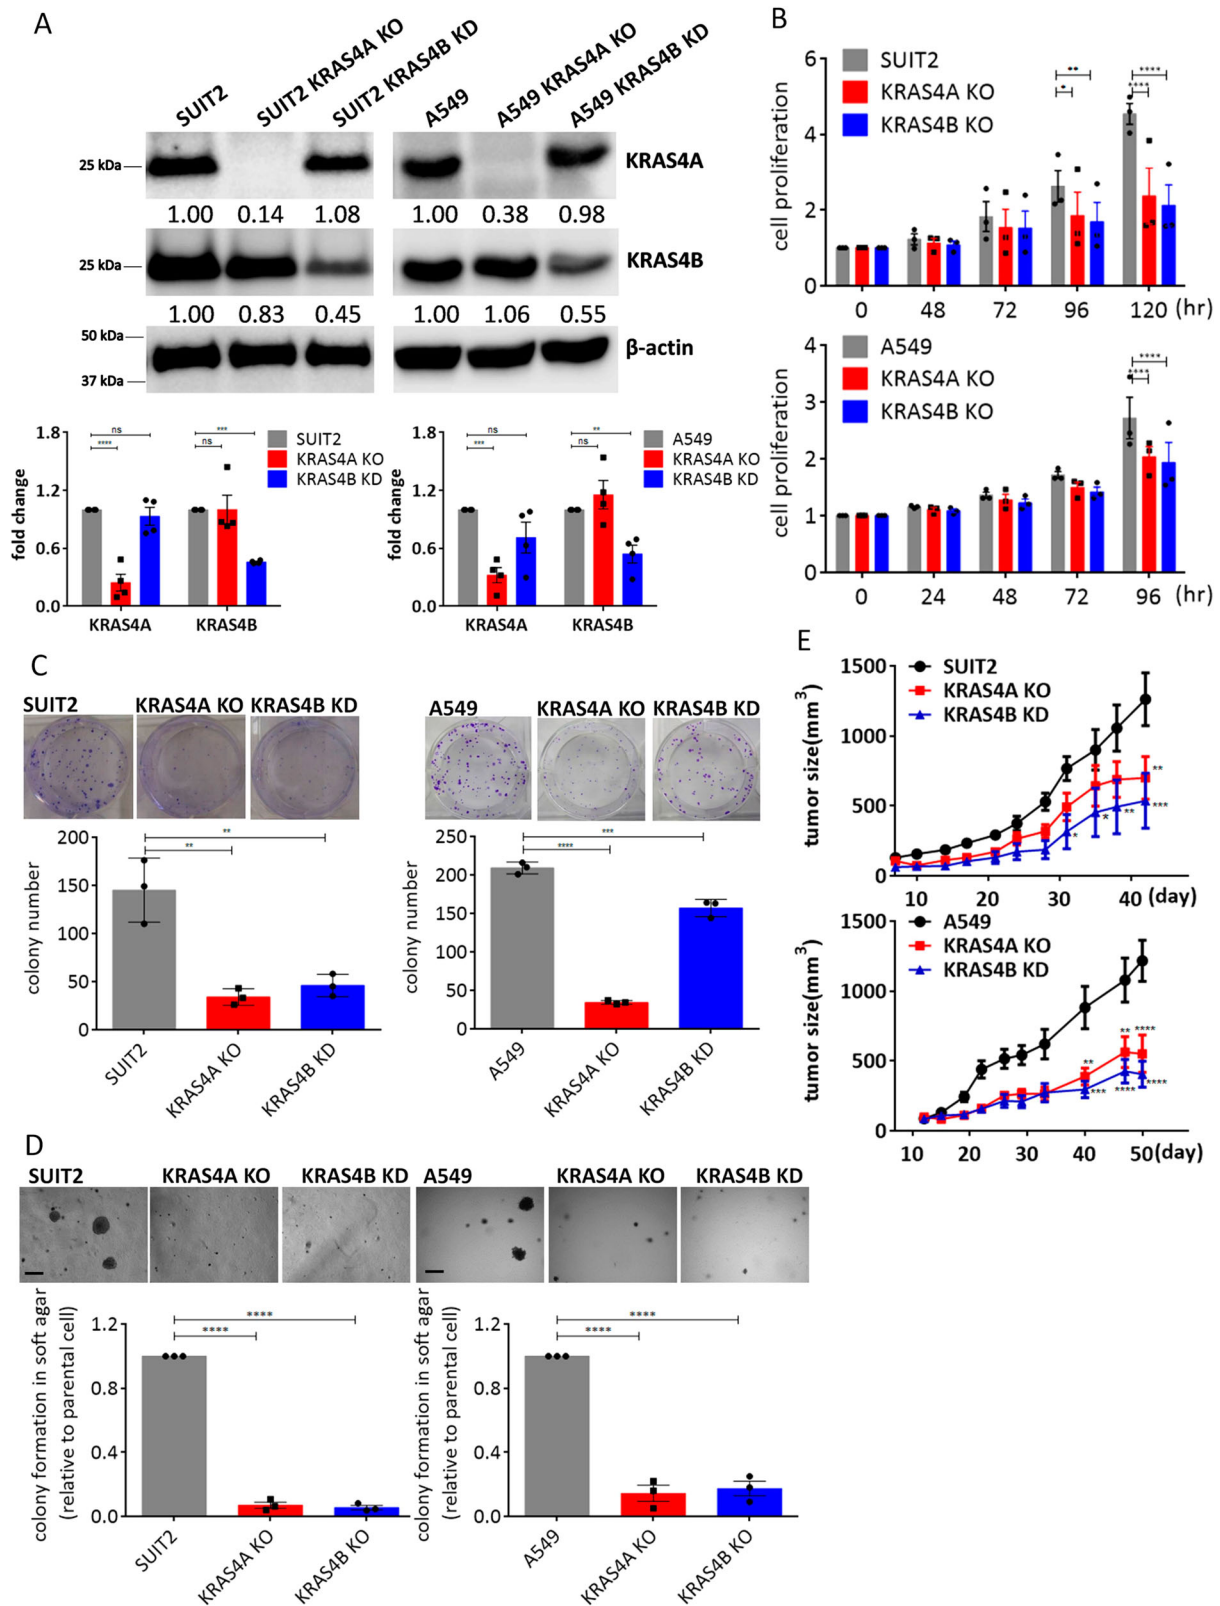 A
SUIT2
SUIT2 KRAS4A KO
SUIT2 KRAS4B KD
A549
A549 KRAS4A KO
A549 KRAS4B KD
25 kDa
KRAS4A
1.00 0.14 1.08 1.00 0.38 0.98
25 kDa
KRAS4B
1.00 0.83 0.45 1.00 1.06 0.55
50 kDa
β-actin
37 kDa
fold change
1.8
1.2
0.6
0.0
ns
****
***
ns
SUIT2
KRAS4A KO
KRAS4B KD
KRAS4A KRAS4B
fold change
1.8
1.2
0.6
0.0
ns
***
**
ns
A549
KRAS4A KO
KRAS4B KD
KRAS4A KRAS4B
B
cell proliferation
6
4
2
0
SUIT2
KRAS4A KO
KRAS4B KO
**
*
****
****
0 48 72 96 120 (hr)
cell proliferation
4
3
2
1
0
A549
KRAS4A KO
KRAS4B KO
****
****
0 24 48 72 96 (hr)
C
SUIT2 KRAS4A KO KRAS4B KD
A549 KRAS4A KO KRAS4B KD
colony number
200
150
100
50
0
**
**
SUIT2
KRAS4A KO
KRAS4B KD
colony number
250
200
150
100
50
0
***
****
A549
KRAS4A KO
KRAS4B KD
D
SUIT2 KRAS4A KO KRAS4B KD A549 KRAS4A KO KRAS4B KD
colony formation in soft agar
(relative to parental cell)
1.2
0.8
0.4
0.0
****
****
SUIT2
KRAS4A KO
KRAS4B KO
colony formation in soft agar
(relative to parental cell)
1.2
0.8
0.4
0.0
****
****
A549
KRAS4A KO
KRAS4B KO
E
tumor size(mm3)
1500
1000
500
0
SUIT2
KRAS4A KO
KRAS4B KD
**
***
**
*
*
10 20 30 40 (day)
tumor size(mm3)
1500
1000
500
0
A549
KRAS4A KO
KRAS4B KD
** ****
**
*** **** ****
10 20 30 40 50(day)